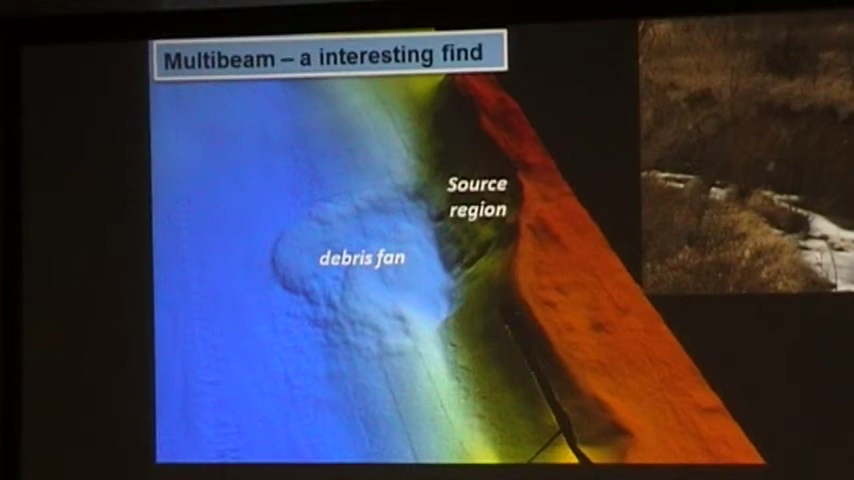 Multibeam – a interesting find
Source
region
debris fan